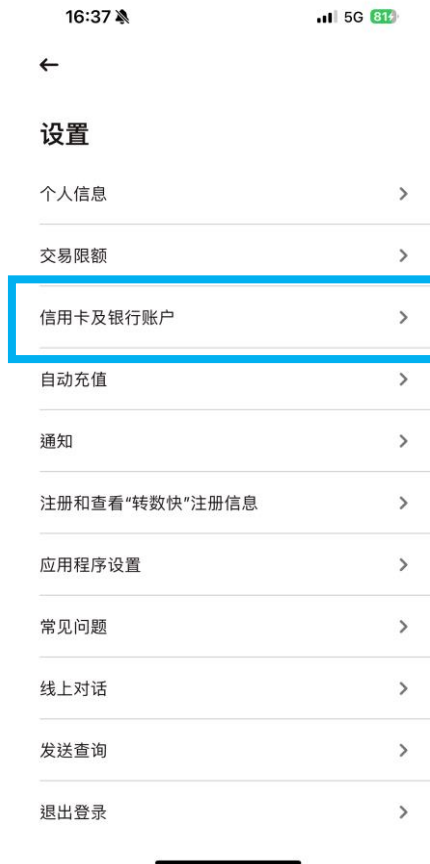 16:37 5G 81
设置
个人信息
交易限额
信用卡及银行账户
自动充值
通知
注册和查看“转数快”注册信息
应用程序设置
常见问题
线上对话
发送查询
退出登录